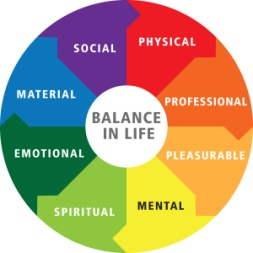 SOCIAL
PHYSICAL
MATERIAL
PROFESSIONAL
BALANCE
IN LIFE
EMOTIONAL
PLEASURABLE
SPIRITUAL
MENTAL